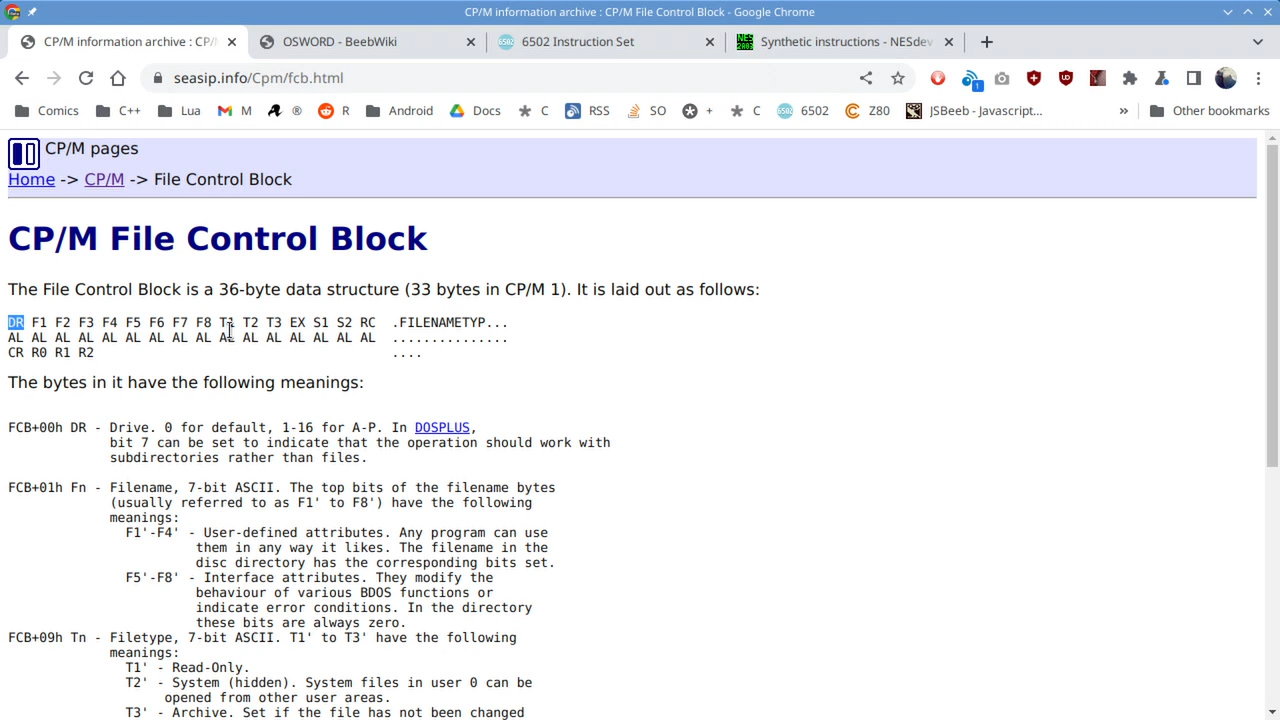 CP/M information archive : CP/M File Control Block - Google Chrome
CP/M information archive : CP/
OSWORD - BeebWiki
6502 Instruction Set
Synthetic instructions - NESdev
seasip.info/Cpm/fcb.html
1
Comics C++ Lua M ® R Android Docs C RSS SO + C 6502 Z80 JSBeeb - Javascript... » Other bookmarks
CP/M pages
Home -> CP/M -> File Control Block
CP/M File Control Block
The File Control Block is a 36-byte data structure (33 bytes in CP/M 1). It is laid out as follows:
DR F1 F2 F3 F4 F5 F6 F7 F8 T1 T2 T3 EX S1 S2 RC .FILENAMETYP...
AL AL AL AL AL AL AL AL AL AL AL AL AL AL AL AL ...............
CR R0 R1 R2 ....
The bytes in it have the following meanings:
FCB+00h DR - Drive. 0 for default, 1-16 for A-P. In DOSPLUS,
bit 7 can be set to indicate that the operation should work with
subdirectories rather than files.
FCB+01h Fn - Filename, 7-bit ASCII. The top bits of the filename bytes
(usually referred to as F1' to F8') have the following
meanings:
F1'-F4' - User-defined attributes. Any program can use
them in any way it likes. The filename in the
disc directory has the corresponding bits set.
F5'-F8' - Interface attributes. They modify the
behaviour of various BDOS functions or
indicate error conditions. In the directory
these bits are always zero.
FCB+09h Tn - Filetype, 7-bit ASCII. T1' to T3' have the following
meanings:
T1' - Read-Only.
T2' - System (hidden). System files in user 0 can be
opened from other user areas.
T3' - Archive. Set if the file has not been changed